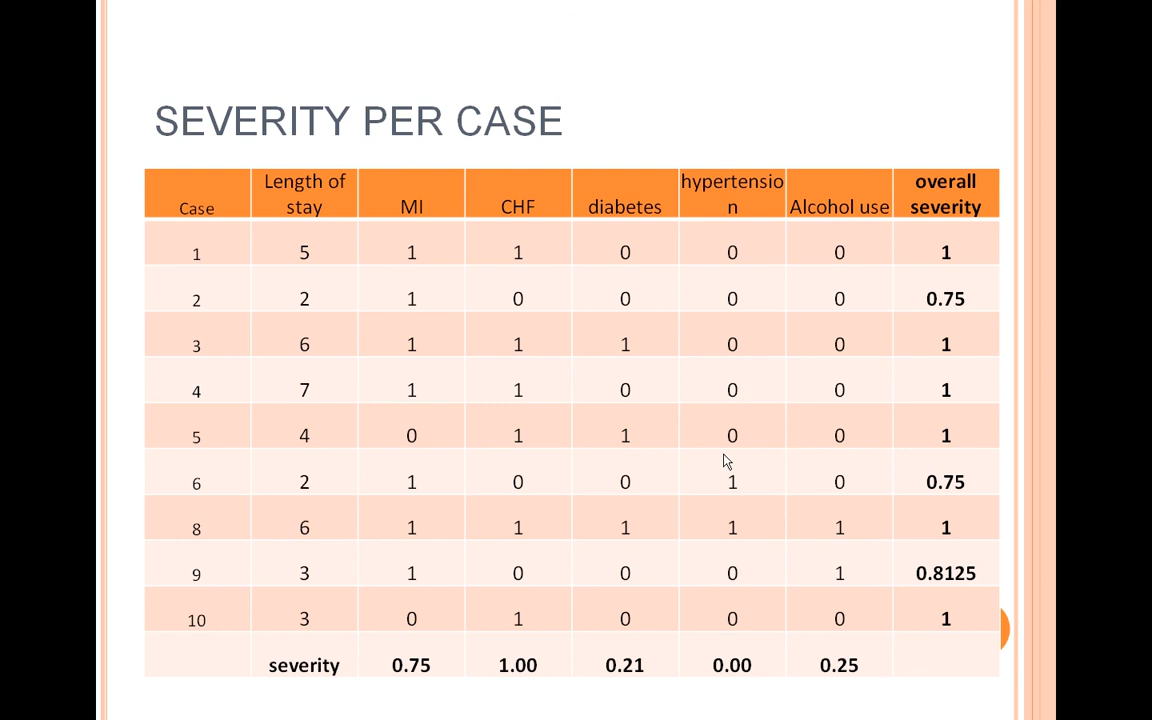 SEVERITY PER CASE
Case Length of stay MI CHF diabetes hypertensio n Alcohol use overall severity
1 5 1 1 0 0 0 1
2 2 1 0 0 0 0 0.75
3 6 1 1 1 0 0 1
4 7 1 1 0 0 0 1
5 4 0 1 1 0 0 1
6 2 1 0 0 1 0 0.75
8 6 1 1 1 1 1 1
9 3 1 0 0 0 1 0.8125
10 3 0 1 0 0 0 1
severity 0.75 1.00 0.21 0.00 0.25